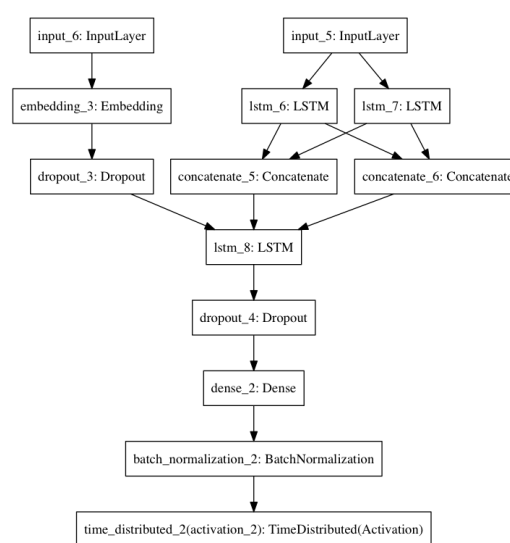 input_6: InputLayer
input_5: InputLayer
embedding_3: Embedding
lstm_6: LSTM
lstm_7: LSTM
dropout_3: Dropout
concatenate_5: Concatenate
concatenate_6: Concatenate
lstm_8: LSTM
dropout_4: Dropout
dense_2: Dense
batch_normalization_2: BatchNormalization
time_distributed_2(activation_2): TimeDistributed(Activation)